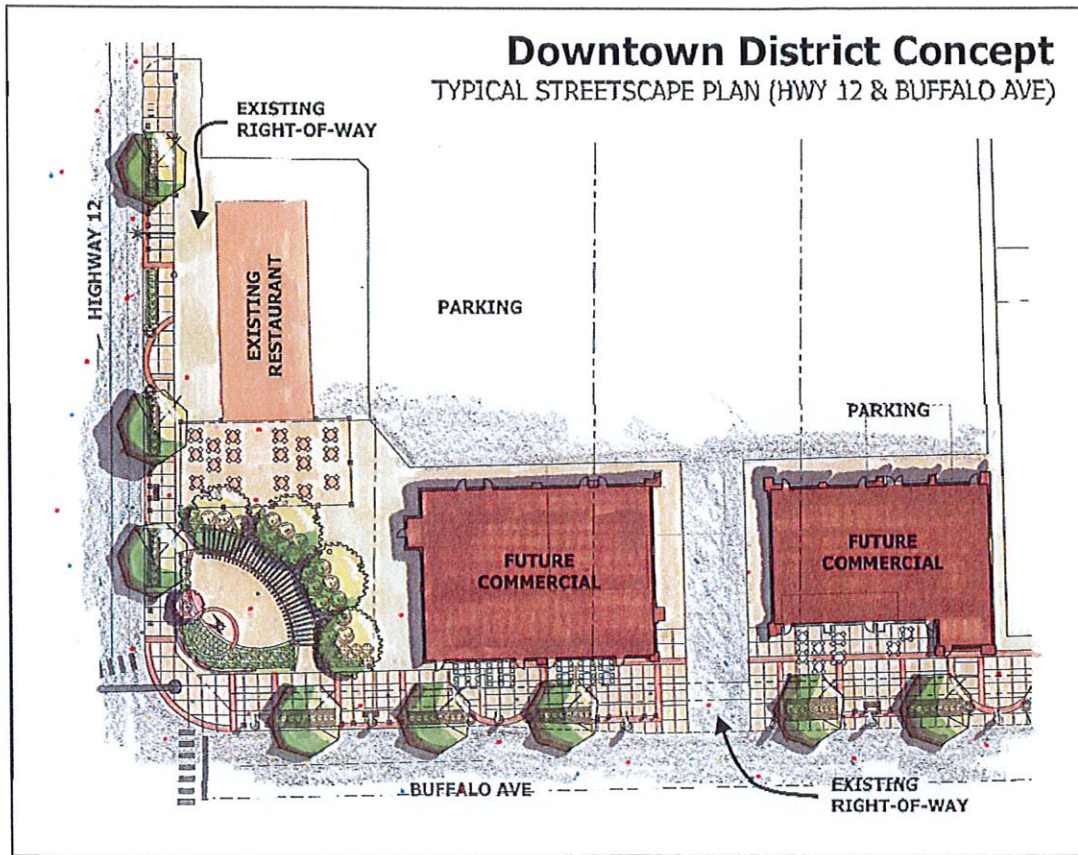 Downtown District Concept
TYPICAL STREETSCAPE PLAN (HWY 12 & BUFFALO AVE)
EXISTING
RIGHT-OF-WAY
HIGHWAY 12
EXISTING
RESTAURANT
PARKING
PARKING
FUTURE
COMMERCIAL
FUTURE
COMMERCIAL
BUFFALO AVE
EXISTING
RIGHT-OF-WAY